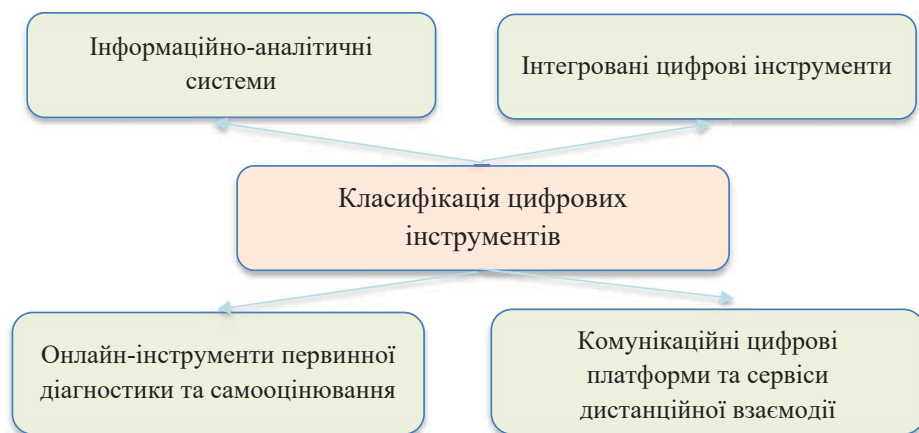 Інформаційно-аналітичні
системи
Інтегровані цифрові інструменти
Класифікація цифрових
інструментів
Онлайн-інструменти первинної
діагностики та самооцінювання
Комунікаційні цифрові
платформи та сервіси
дистанційної взаємодії